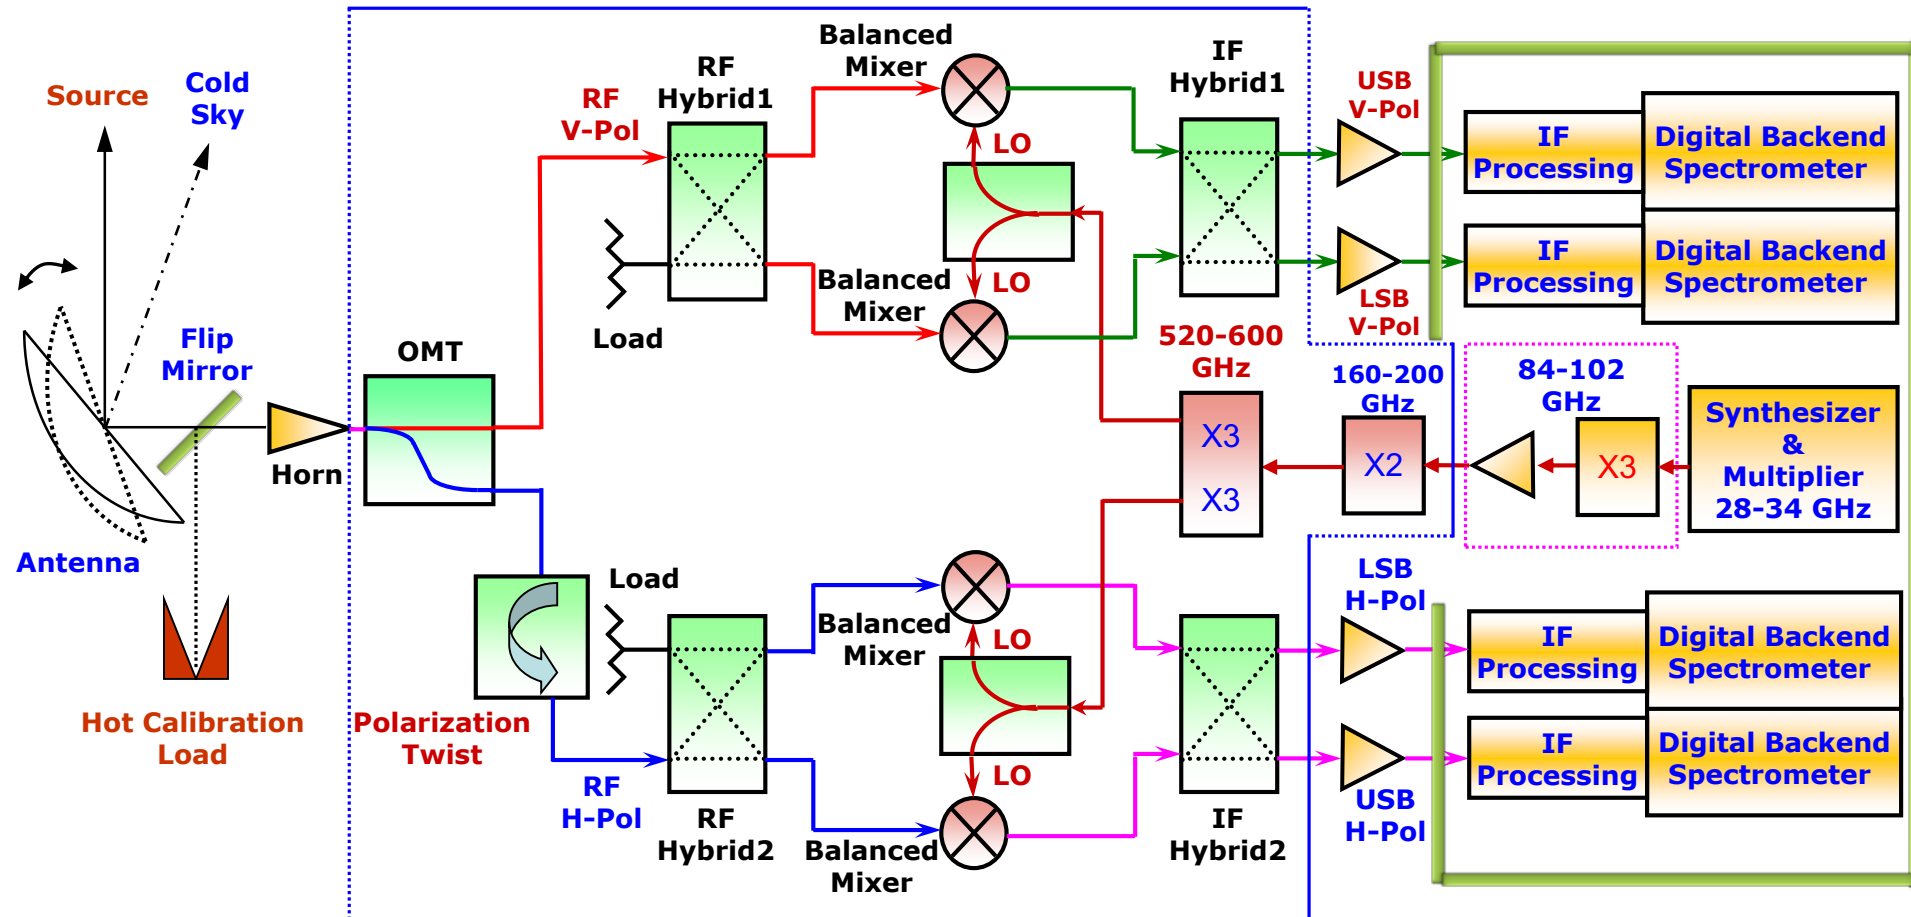 Source
Cold
Sky
Flip
Mirror
Antenna
Horn
Hot Calibration
Load
OMT
Polarization
Twist
RF
V-Pol
RF
Hybrid1
Load
Balanced
Mixer
LO
LO
Balanced
Mixer
IF
Hybrid1
USB
V-Pol
LSB
V-Pol
IF
Processing
Digital Backend
Spectrometer
IF
Processing
Digital Backend
Spectrometer
520-600
GHz
X3
X3
160-200
GHz
X2
84-102
GHz
X3
Synthesizer
&
Multiplier
28-34 GHz
Load
RF
H-Pol
RF
Hybrid2
Balanced
Mixer
LO
LO
Balanced
Mixer
IF
Hybrid2
LSB
H-Pol
USB
H-Pol
IF
Processing
Digital Backend
Spectrometer
IF
Processing
Digital Backend
Spectrometer